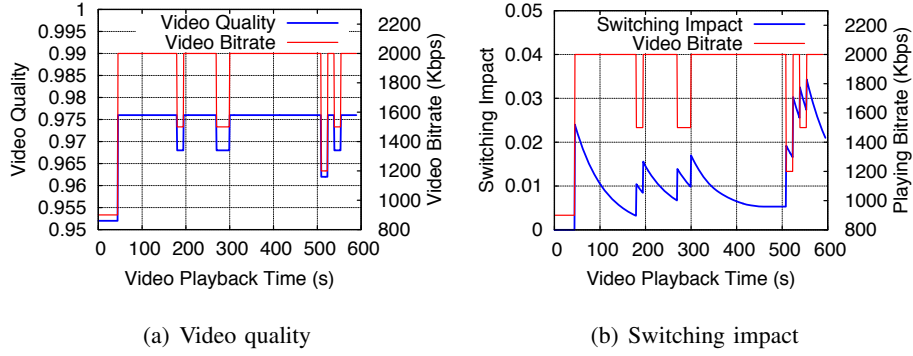 Video Quality
Video Bitrate
1
0.995
0.99
0.985
0.98
0.975
0.97
0.965
0.96
0.955
0.95
Video Quality
2200
2000
1800
1600
1400
1200
1000
800
Video Bitrate (Kbps)
0 100 200 300 400 500 600
Video Playback Time (s)
(a) Video quality
Switching Impact
Video Bitrate
0.05
0.04
0.03
0.02
0.01
0
Switching Impact
2200
2000
1800
1600
1400
1200
1000
800
Playing Bitrate (Kbps)
0 100 200 300 400 500 600
Video Playback Time (s)
(b) Switching impact